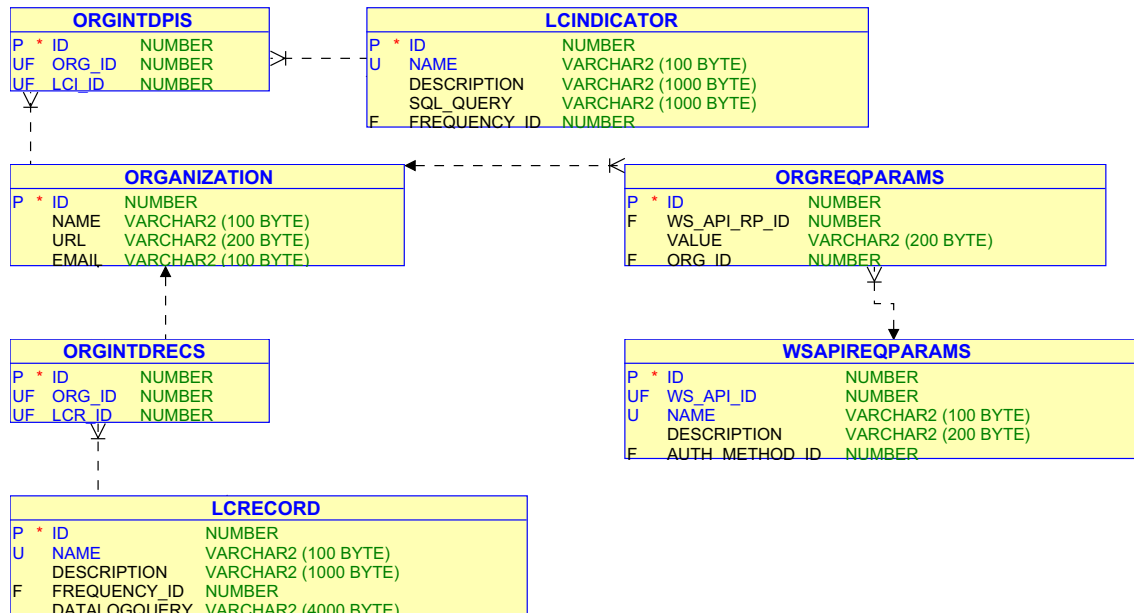 ORGINTDPIS
P * ID NUMBER
UF ORG_ID NUMBER
UF LCI_ID NUMBER
LCINDICATOR
P * ID NUMBER
U NAME VARCHAR2 (100 BYTE)
DESCRIPTION VARCHAR2 (1000 BYTE)
SQL_QUERY VARCHAR2 (1000 BYTE)
F FREQUENCY_ID NUMBER
ORGANIZATION
P * ID NUMBER
NAME VARCHAR2 (100 BYTE)
URL VARCHAR2 (200 BYTE)
EMAIL VARCHAR2 (100 BYTE)
ORGREQPARAMS
P * ID NUMBER
F WS_API_RP_ID NUMBER
VALUE VARCHAR2 (200 BYTE)
F ORG_ID NUMBER
ORGINTDRECS
P * ID NUMBER
UF ORG_ID NUMBER
UF LCR_ID NUMBER
WSAPIREQPARAMS
P * ID NUMBER
UF WS_API_ID NUMBER
U NAME VARCHAR2 (100 BYTE)
DESCRIPTION VARCHAR2 (200 BYTE)
F AUTH_METHOD_ID NUMBER
LCRECORD
P * ID NUMBER
U NAME VARCHAR2 (100 BYTE)
DESCRIPTION VARCHAR2 (1000 BYTE)
F FREQUENCY_ID NUMBER
DATALOGQUERY VARCHAR2 (4000 BYTE)